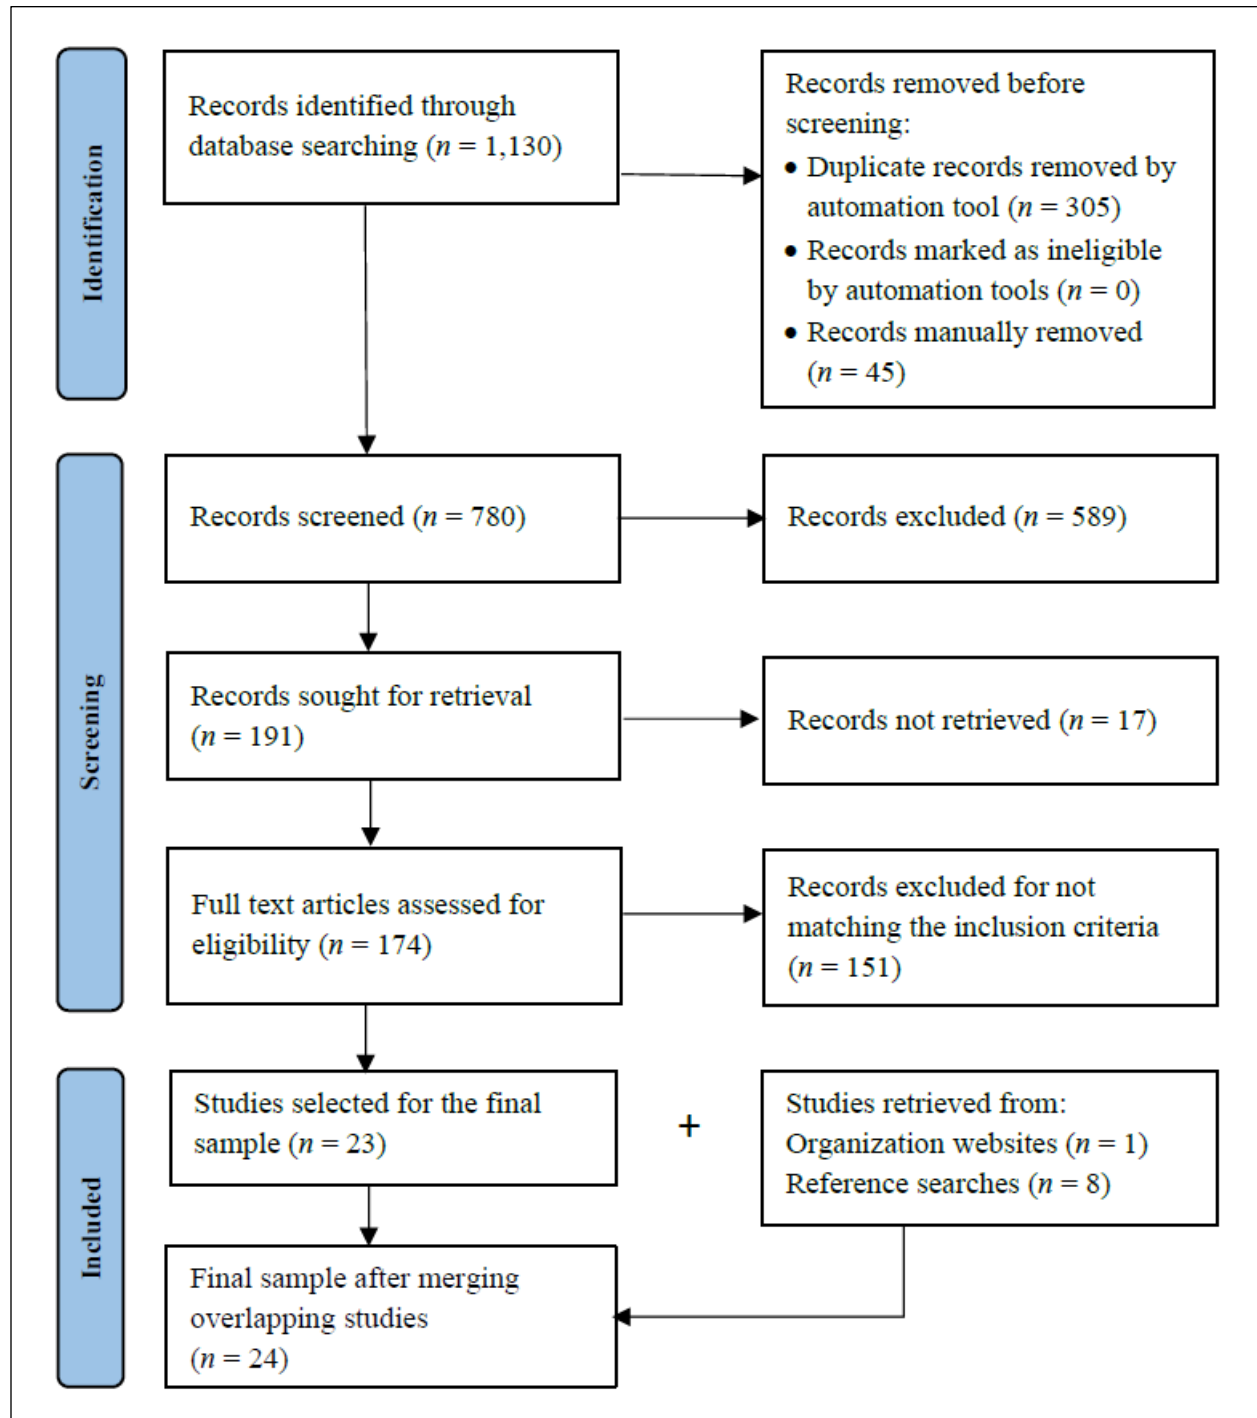 Identification
Records identified through
database searching (n = 1,130)
Records removed before
screening:
• Duplicate records removed by
automation tool (n = 305)
• Records marked as ineligible
by automation tools (n = 0)
• Records manually removed
(n = 45)
Screening
Records screened (n = 780)
Records excluded (n = 589)
Records sought for retrieval
(n = 191)
Records not retrieved (n = 17)
Full text articles assessed for
eligibility (n = 174)
Records excluded for not
matching the inclusion criteria
(n = 151)
Included
Studies selected for the final
sample (n = 23)
+
Studies retrieved from:
Organization websites (n = 1)
Reference searches (n = 8)
Final sample after merging
overlapping studies
(n = 24)